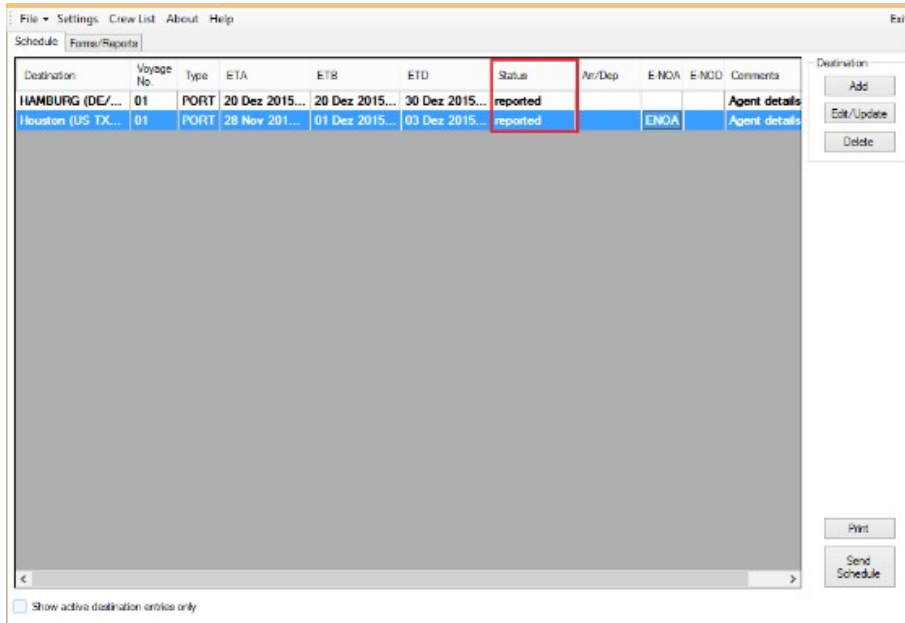 File Settings Crew List About Help Exit
Schedule Forms/Reports
Destination Voyage No. Type ETA ETB ETD Status Arr/Dep E-NOA E-NOD Comments
HAMBURG (DE/... 01 PORT 20 Dez 2015... 20 Dez 2015... 30 Dez 2015... reported Agent details
Houston (US TX... 01 PORT 28 Nov 201... 01 Dez 2015... 03 Dez 2015... reported ENOA Agent details
Destination
Add
Edit/Update
Delete
Print
Send
Schedule
Show active destination entries only